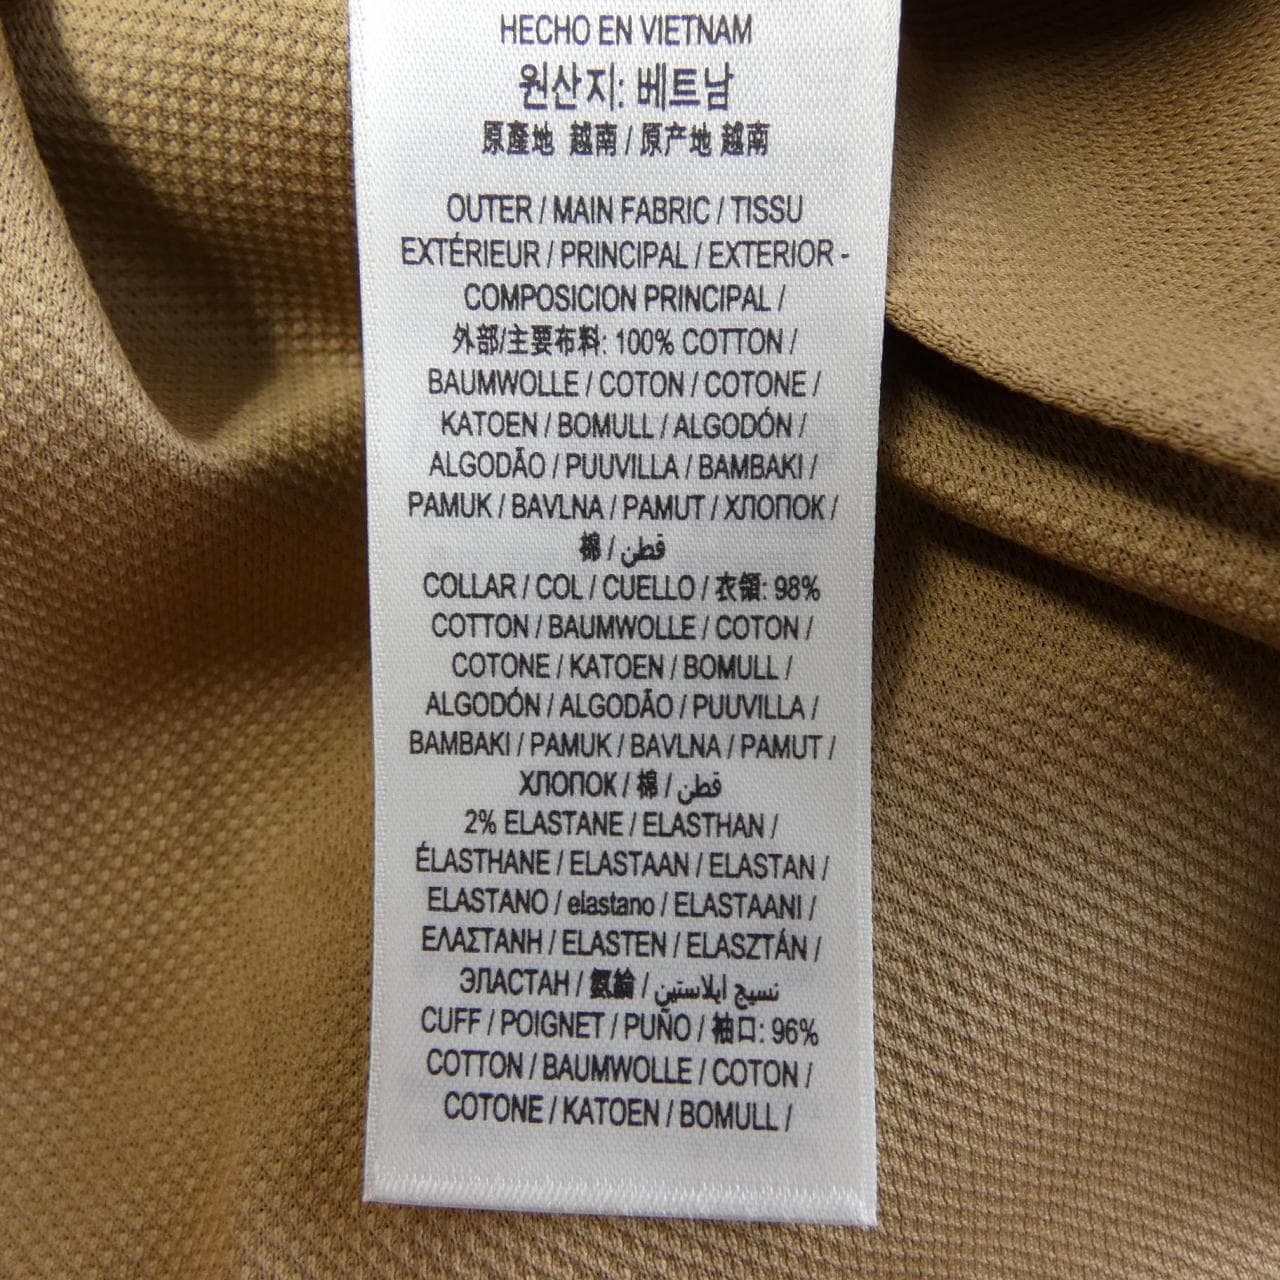 HECHO EN VIETNAM
원산지: 베트남
原產地 越南 / 原产地 越南
OUTER / MAIN FABRIC / TISSU
EXTÉRIEUR / PRINCIPAL / EXTERIOR -
COMPOSICION PRINCIPAL /
外部/主要布料: 100% COTTON /
BAUMWOLLE / COTON / COTONE /
KATOEN / BOMULL / ALGODÓN /
ALGODÃO / PUUVILLA / BAMBAKI /
PAMUK / BAVLNA / PAMUT / ХЛОПОК /
棉 / قطن
COLLAR / COL / CUELLO / 衣領: 98%
COTTON / BAUMWOLLE / COTON /
COTONE / KATOEN / BOMULL /
ALGODÓN / ALGODÃO / PUUVILLA /
BAMBAKI / PAMUK / BAVLNA / PAMUT /
ХЛОПОК / 棉 / قطن
2% ELASTANE / ELASTHAN /
ÉLASTHANE / ELASTAAN / ELASTAN /
ELASTANO / elastano / ELASTAANI /
ΕΛΑΣΤΑΝΗ / ELASTEN / ELASZTÁN /
ЭЛАСТАН / 氨綸 / نسيج ايلاستين
CUFF / POIGNET / PUÑO / 袖口: 96%
COTTON / BAUMWOLLE / COTON /
COTONE / KATOEN / BOMULL /